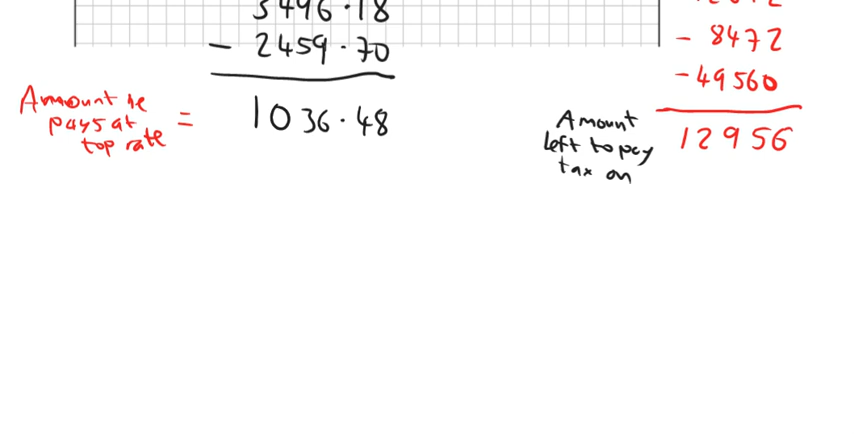 3496.18
- 2459.70
Amount he pays at top rate = 1036.48
- 8472
- 49560
Amount left to pay tax on 12956